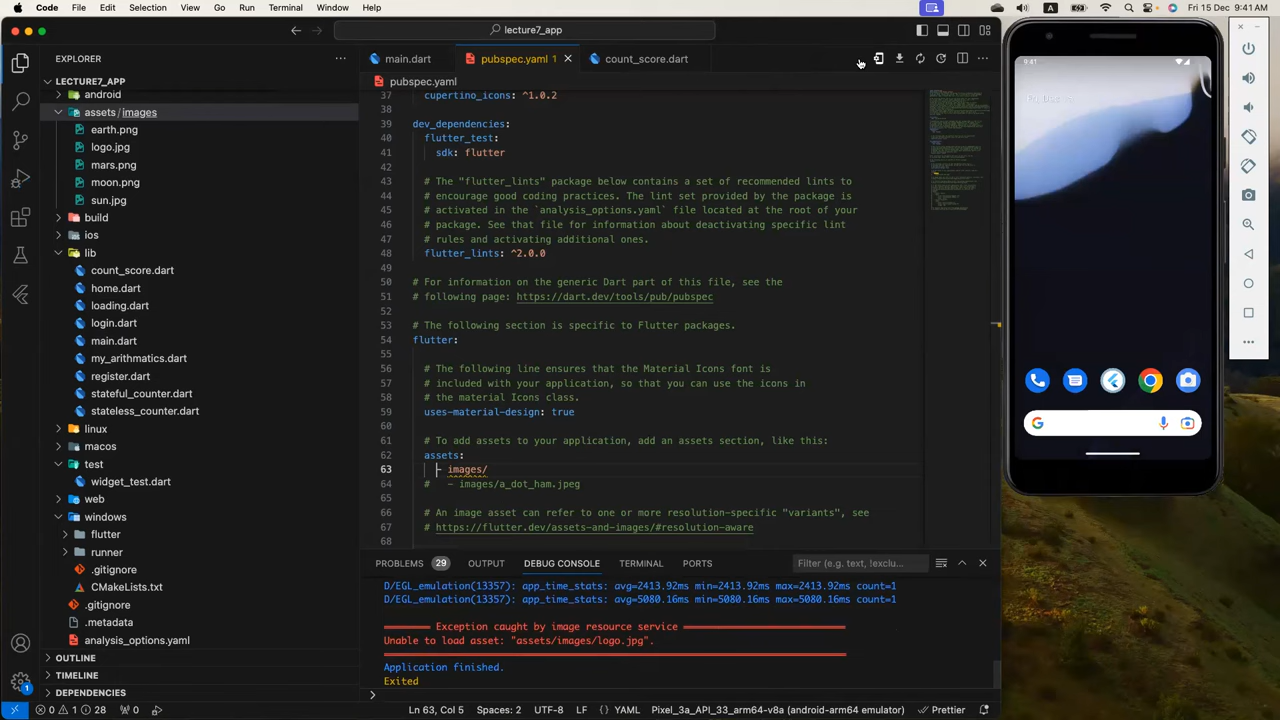 Code
File
Edit
Selection
View
Go
Run
Terminal
Window
Help
A
Fri 15 Dec 9:41 AM
lecture7_app
EXPLORER
LECTURE7_APP
android
assets / images
earth.png
logo.jpg
mars.png
moon.png
sun.jpg
build
ios
lib
count_score.dart
home.dart
loading.dart
login.dart
main.dart
my_arithmatics.dart
register.dart
stateful_counter.dart
stateless_counter.dart
linux
macos
test
widget_test.dart
web
windows
flutter
runner
.gitignore
CMakeLists.txt
.gitignore
.metadata
analysis_options.yaml
OUTLINE
TIMELINE
DEPENDENCIES
1
main.dart
pubspec.yaml 1
count_score.dart
pubspec.yaml
37 cupertino_icons: ^1.0.2
38
39 dev_dependencies:
40 flutter_test:
41 sdk: flutter
42
43 # The "flutter_lints" package below contains a set of recommended lints to
44 # encourage good coding practices. The lint set provided by the package is
45 # activated in the `analysis_options.yaml` file located at the root of your
46 # package. See that file for information about deactivating specific lint
47 # rules and activating additional ones.
48 flutter_lints: ^2.0.0
49
50 # For information on the generic Dart part of this file, see the
51 # following page: https://dart.dev/tools/pub/pubspec
52
53 # The following section is specific to Flutter packages.
54 flutter:
55
56 # The following line ensures that the Material Icons font is
57 # included with your application, so that you can use the icons in
58 # the material Icons class.
59 uses-material-design: true
60
61 # To add assets to your application, add an assets section, like this:
62 assets:
63 - images/
64 # - images/a_dot_ham.jpeg
65
66 # An image asset can refer to one or more resolution-specific "variants", see
67 # https://flutter.dev/assets-and-images/#resolution-aware
68
PROBLEMS 29
OUTPUT
DEBUG CONSOLE
TERMINAL
PORTS
Filter (e.g. text, !exclu...
D/EGL_emulation(13357): app_time_stats: avg=2413.92ms min=2413.92ms max=2413.92ms count=1
D/EGL_emulation(13357): app_time_stats: avg=5080.16ms min=5080.16ms max=5080.16ms count=1
════════ Exception caught by image resource service ════════════════════════════
Unable to load asset: "assets/images/logo.jpg".
════════════════════════════════════════════════════════════════════════════════
Application finished.
Exited
0 1 28
0
Ln 63, Col 5
Spaces: 2
UTF-8
LF
{} YAML
Pixel_3a_API_33_arm64-v8a (android-arm64 emulator)
Prettier
9:41